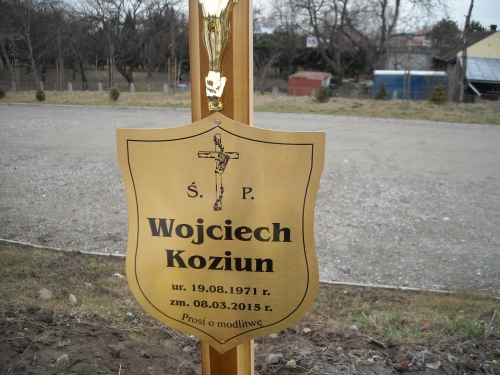 Ś. P.
Wojciech
Koziun
ur. 19.08.1971 r.
zm. 08.03.2015 r.
Prosi o modlitwę